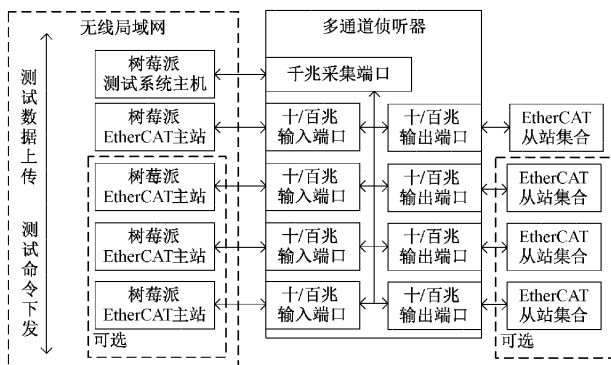 无线局域网
多通道侦听器
测试数据上传
测试命令下发
树莓派
测试系统主机
千兆采集端口
树莓派
EtherCAT主站
十/百兆
输入端口
十/百兆
输出端口
EtherCAT
从站集合
树莓派
EtherCAT主站
十/百兆
输入端口
十/百兆
输出端口
EtherCAT
从站集合
树莓派
EtherCAT主站
十/百兆
输入端口
十/百兆
输出端口
EtherCAT
从站集合
树莓派
EtherCAT主站
十/百兆
输入端口
十/百兆
输出端口
EtherCAT
从站集合
可选
可选